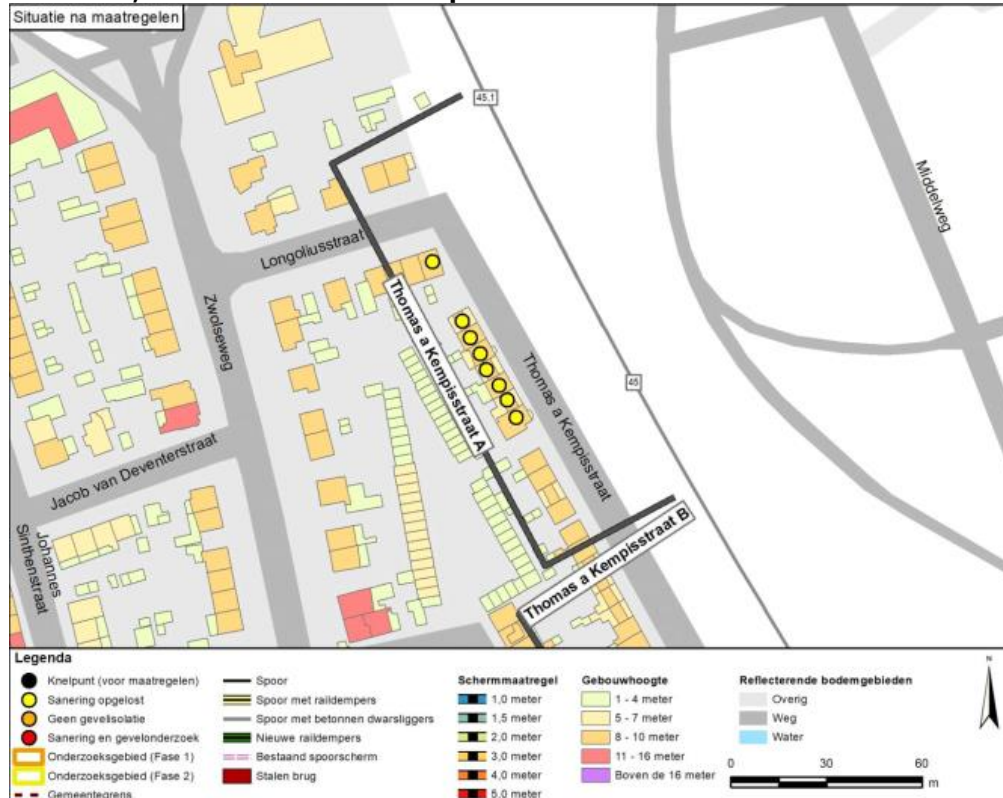 Situatie na maatregelen
45.1
Middelweg
Longoliusstraat
Zwolseweg
Thomas a Kempisstraat A
Thomas a Kempisstraat
45
Jacob van Deventerstraat
Johannes
Sinthenstraat
Thomas a Kempisstraat B
Legenda
Knelpunt (voor maatregelen)
Sanering opgelost
Geen gevelisolatie
Sanering en gevelonderzoek
Onderzoeksgebied (Fase 1)
Onderzoeksgebied (Fase 2)
Gemeentegrens
Spoor
Spoor met raildempers
Spoor met betonnen dwarsliggers
Nieuwe raildempers
Bestaand spoorscherm
Stalen brug
Schermmaatregel
1,0 meter
1,5 meter
2,0 meter
3,0 meter
4,0 meter
5,0 meter
Gebouwhoogte
1 - 4 meter
5 - 7 meter
8 - 10 meter
11 - 16 meter
Boven de 16 meter
Reflecterende bodemgebieden
Overig
Weg
Water
N
0 30 60
m